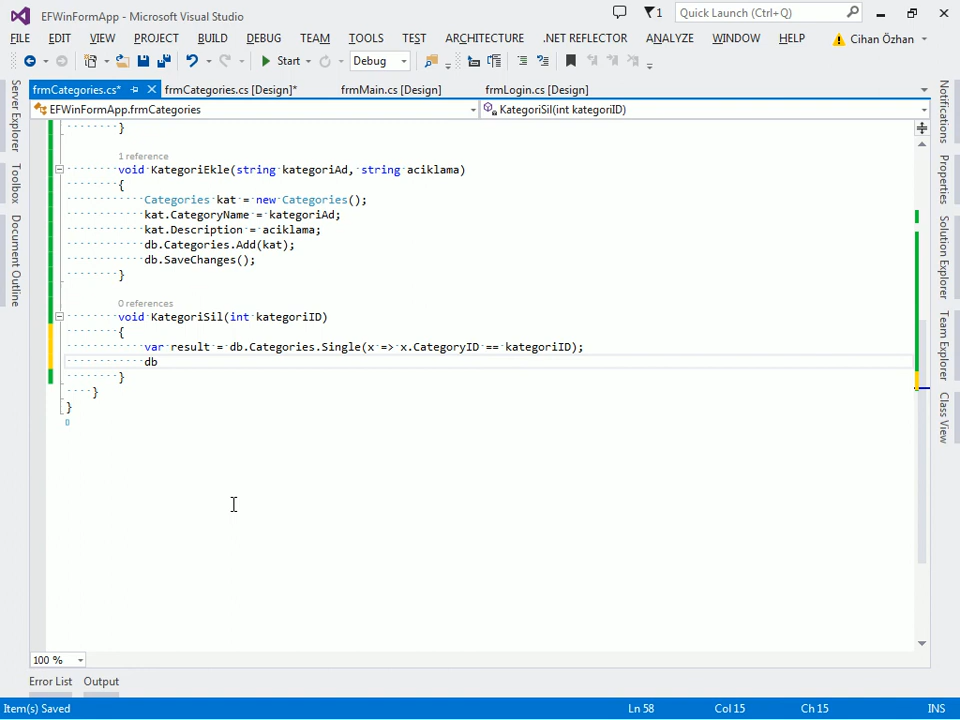 EFWinFormApp - Microsoft Visual Studio
1
Quick Launch (Ctrl+Q)
FILE EDIT VIEW PROJECT BUILD DEBUG TEAM TOOLS TEST ARCHITECTURE .NET REFLECTOR ANALYZE WINDOW HELP Cihan Özhan
Start Debug
frmCategories.cs* frmCategories.cs [Design]* frmMain.cs [Design] frmLogin.cs [Design]
EFWinFormApp.frmCategories KategoriSil(int kategoriID)
Server Explorer
Toolbox
Document Outline
}
1 reference
void KategoriEkle(string kategoriAd, string aciklama)
{
Categories kat = new Categories();
kat.CategoryName = kategoriAd;
kat.Description = aciklama;
db.Categories.Add(kat);
db.SaveChanges();
}
0 references
void KategoriSil(int kategoriID)
{
var result = db.Categories.Single(x => x.CategoryID == kategoriID);
db
}
}
}
Notifications
Properties
Solution Explorer
Team Explorer
Class View
100 %
Error List Output
Item(s) Saved Ln 58 Col 15 Ch 15 INS